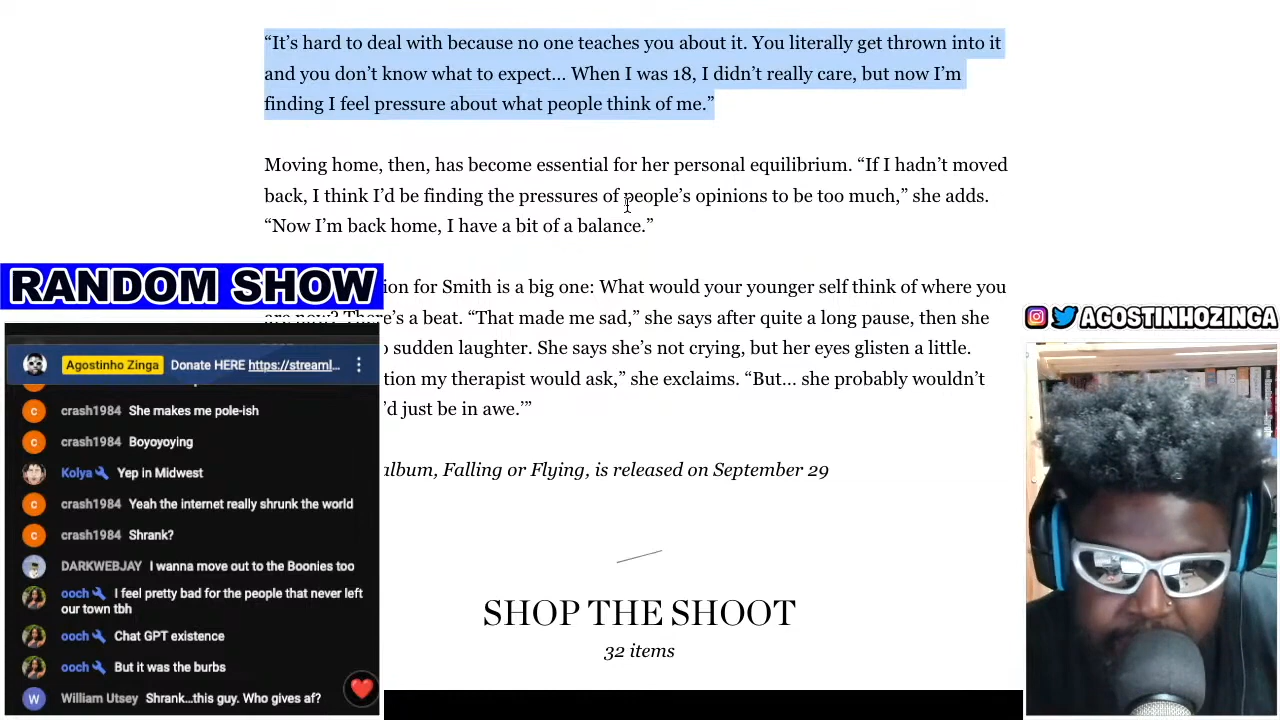 “It’s hard to deal with because no one teaches you about it. You literally get thrown into it
and you don’t know what to expect… When I was 18, I didn’t really care, but now I’m
finding I feel pressure about what people think of me.”
Moving home, then, has become essential for her personal equilibrium. “If I hadn’t moved
back, I think I’d be finding the pressures of people’s opinions to be too much,” she adds.
“Now I’m back home, I have a bit of a balance.”
ion for Smith is a big one: What would your younger self think of where you
are now? There’s a beat. “That made me sad,” she says after quite a long pause, then she
sudden laughter. She says she’s not crying, but her eyes glisten a little.
tion my therapist would ask,” she exclaims. “But… she probably wouldn’t
’d just be in awe.’”
album, Falling or Flying, is released on September 29
SHOP THE SHOOT
32 items
RANDOM SHOW
Agostinho Zinga Donate HERE https://streaml...
crash1984 She makes me pole-ish
crash1984 Boyoyoying
Kolya Yep in Midwest
crash1984 Yeah the internet really shrunk the world
crash1984 Shrank?
DARKWEBJAY I wanna move out to the Boonies too
ooch I feel pretty bad for the people that never left
our town tbh
ooch Chat GPT existence
ooch But it was the burbs
William Utsey Shrank...this guy. Who gives af?
AGOSTINHOZINGA